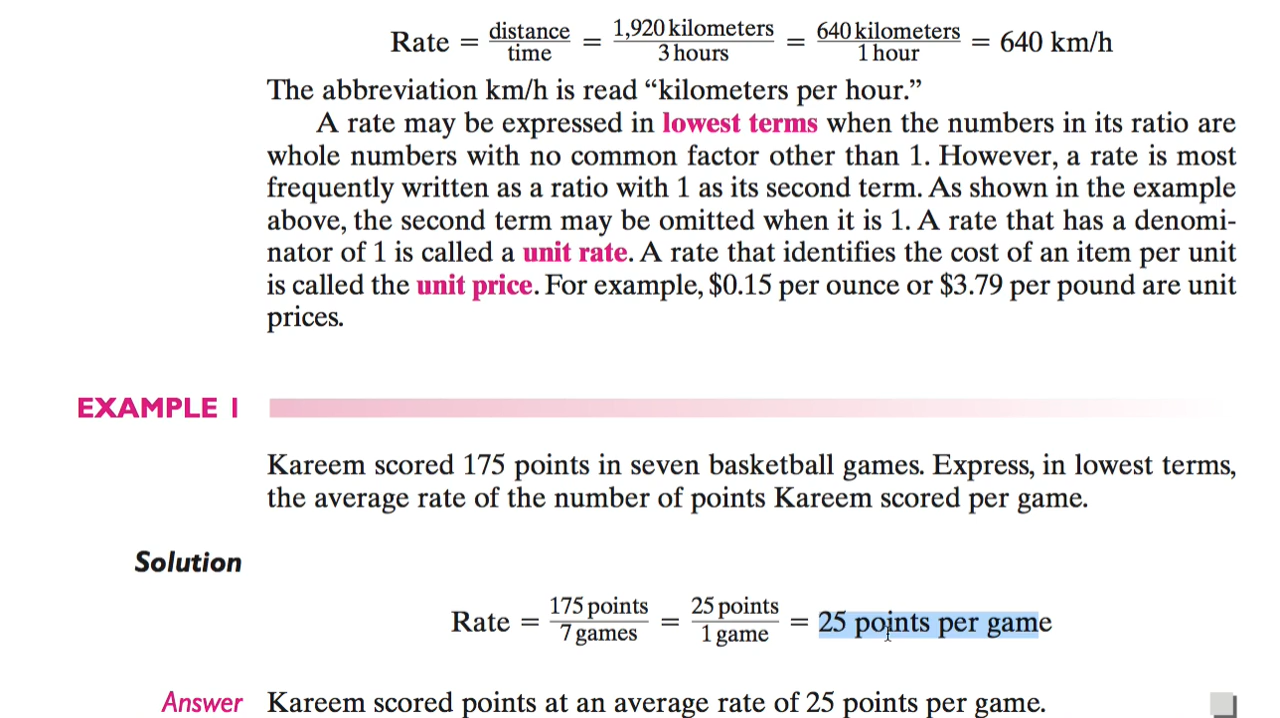 Rate = distance/time = 1,920 kilometers/3 hours = 640 kilometers/1 hour = 640 km/h
The abbreviation km/h is read “kilometers per hour.”
A rate may be expressed in lowest terms when the numbers in its ratio are
whole numbers with no common factor other than 1. However, a rate is most
frequently written as a ratio with 1 as its second term. As shown in the example
above, the second term may be omitted when it is 1. A rate that has a denomi-
nator of 1 is called a unit rate. A rate that identifies the cost of an item per unit
is called the unit price. For example, $0.15 per ounce or $3.79 per pound are unit
prices.
EXAMPLE 1
Kareem scored 175 points in seven basketball games. Express, in lowest terms,
the average rate of the number of points Kareem scored per game.
Solution
Rate = 175 points/7 games = 25 points/1 game = 25 points per game
Answer Kareem scored points at an average rate of 25 points per game.